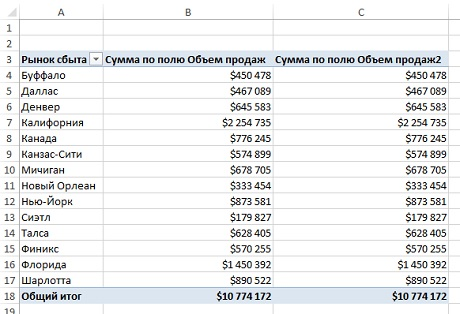 A B C
1
2
3 Рынок сбыта Сумма по полю Объем продаж Сумма по полю Объем продаж2
4 Буффало $450 478 $450 478
5 Даллас $467 089 $467 089
6 Денвер $645 583 $645 583
7 Калифорния $2 254 735 $2 254 735
8 Канада $776 245 $776 245
9 Канзас-Сити $574 899 $574 899
10 Мичиган $678 705 $678 705
11 Новый Орлеан $333 454 $333 454
12 Нью-Йорк $873 581 $873 581
13 Сиэтл $179 827 $179 827
14 Талса $628 405 $628 405
15 Финикс $570 255 $570 255
16 Флорида $1 450 392 $1 450 392
17 Шарлотта $890 522 $890 522
18 Общий итог $10 774 172 $10 774 172
19